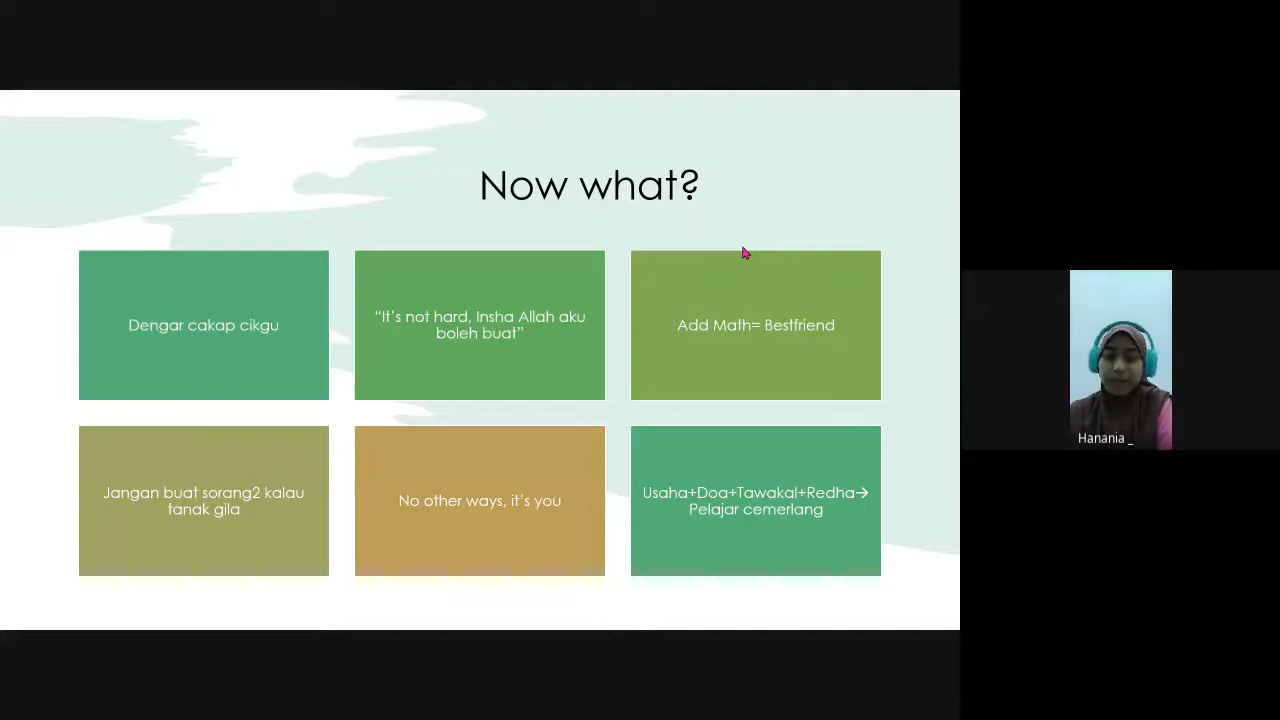 Now what?
Dengar cakap cikgu
“It’s not hard, Insha Allah aku
boleh buat”
Add Math= Bestfriend
Jangan buat sorang2 kalau
tanak gila
No other ways, it’s you
Usaha+Doa+Tawakal+Redha→
Pelajar cemerlang
Hanania _